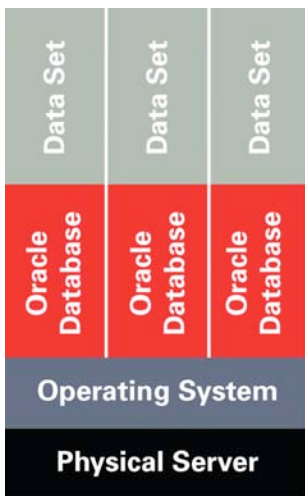 Data Set
Data Set
Data Set
Oracle
Database
Oracle
Database
Oracle
Database
Operating System
Physical Server